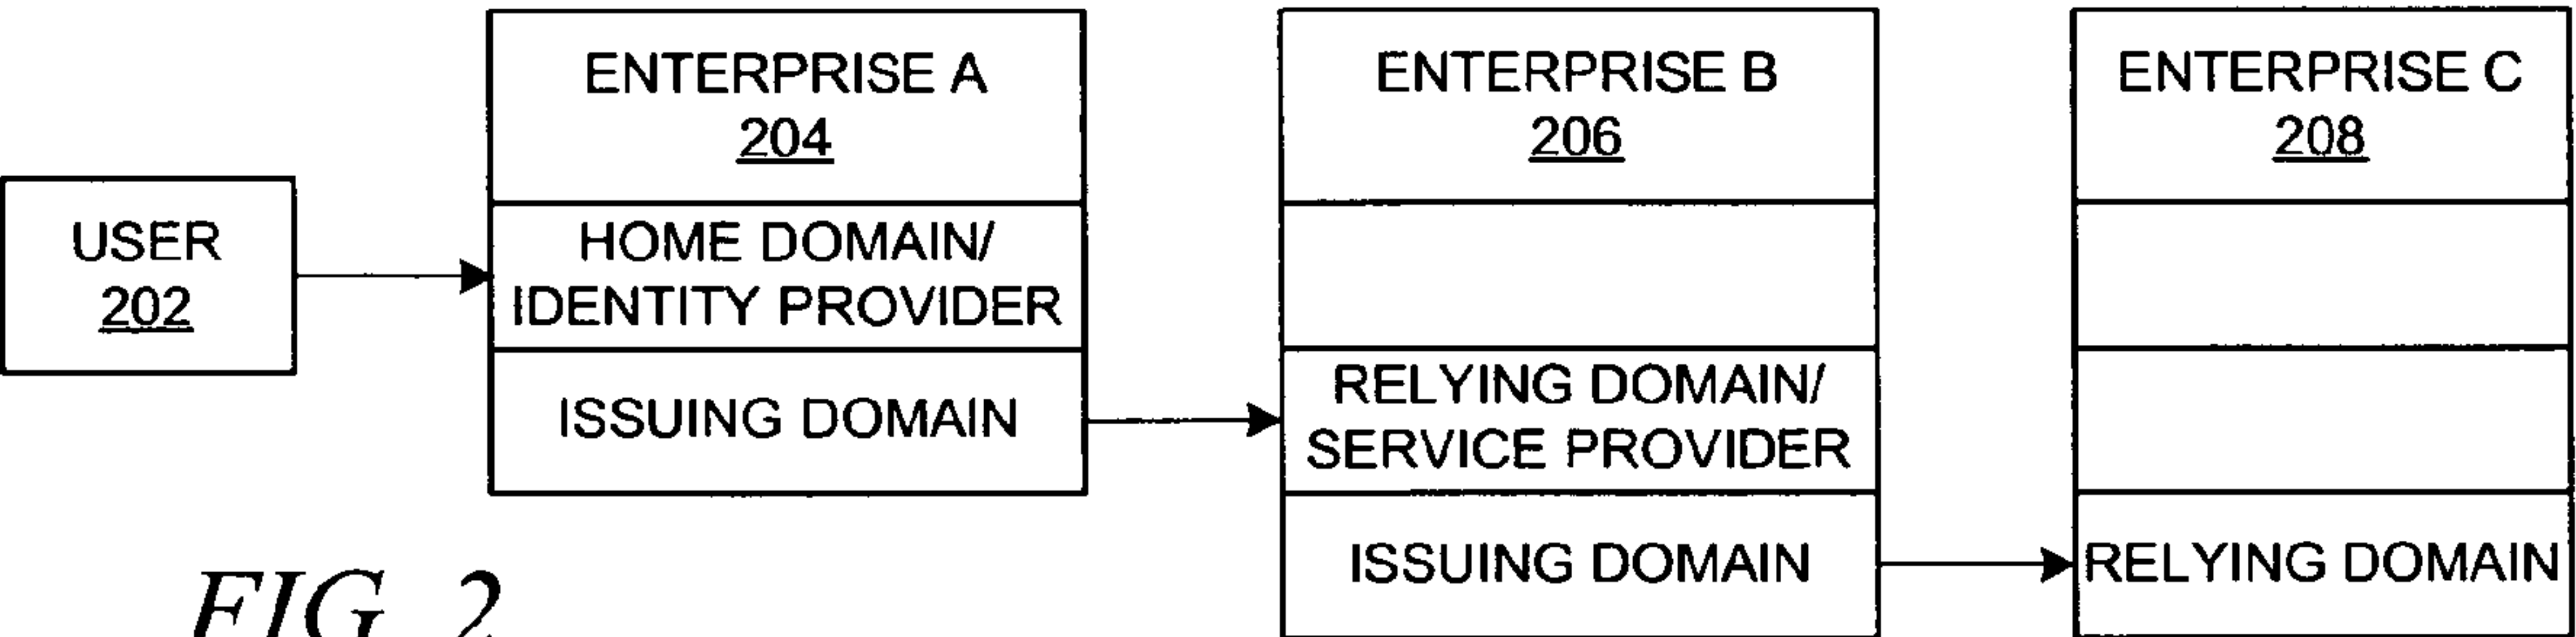 ENTERPRISE A
204
ENTERPRISE B
206
ENTERPRISE C
208
USER
202
HOME DOMAIN/
IDENTITY PROVIDER
ISSUING DOMAIN
RELYING DOMAIN/
SERVICE PROVIDER
ISSUING DOMAIN
RELYING DOMAIN
FIG. 2